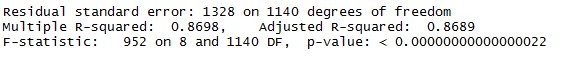 Residual standard error: 1328 on 1140 degrees of freedom
Multiple R-squared:  0.8698,    Adjusted R-squared:  0.8689
F-statistic:   952 on 8 and 1140 DF,  p-value: < 0.00000000000000022